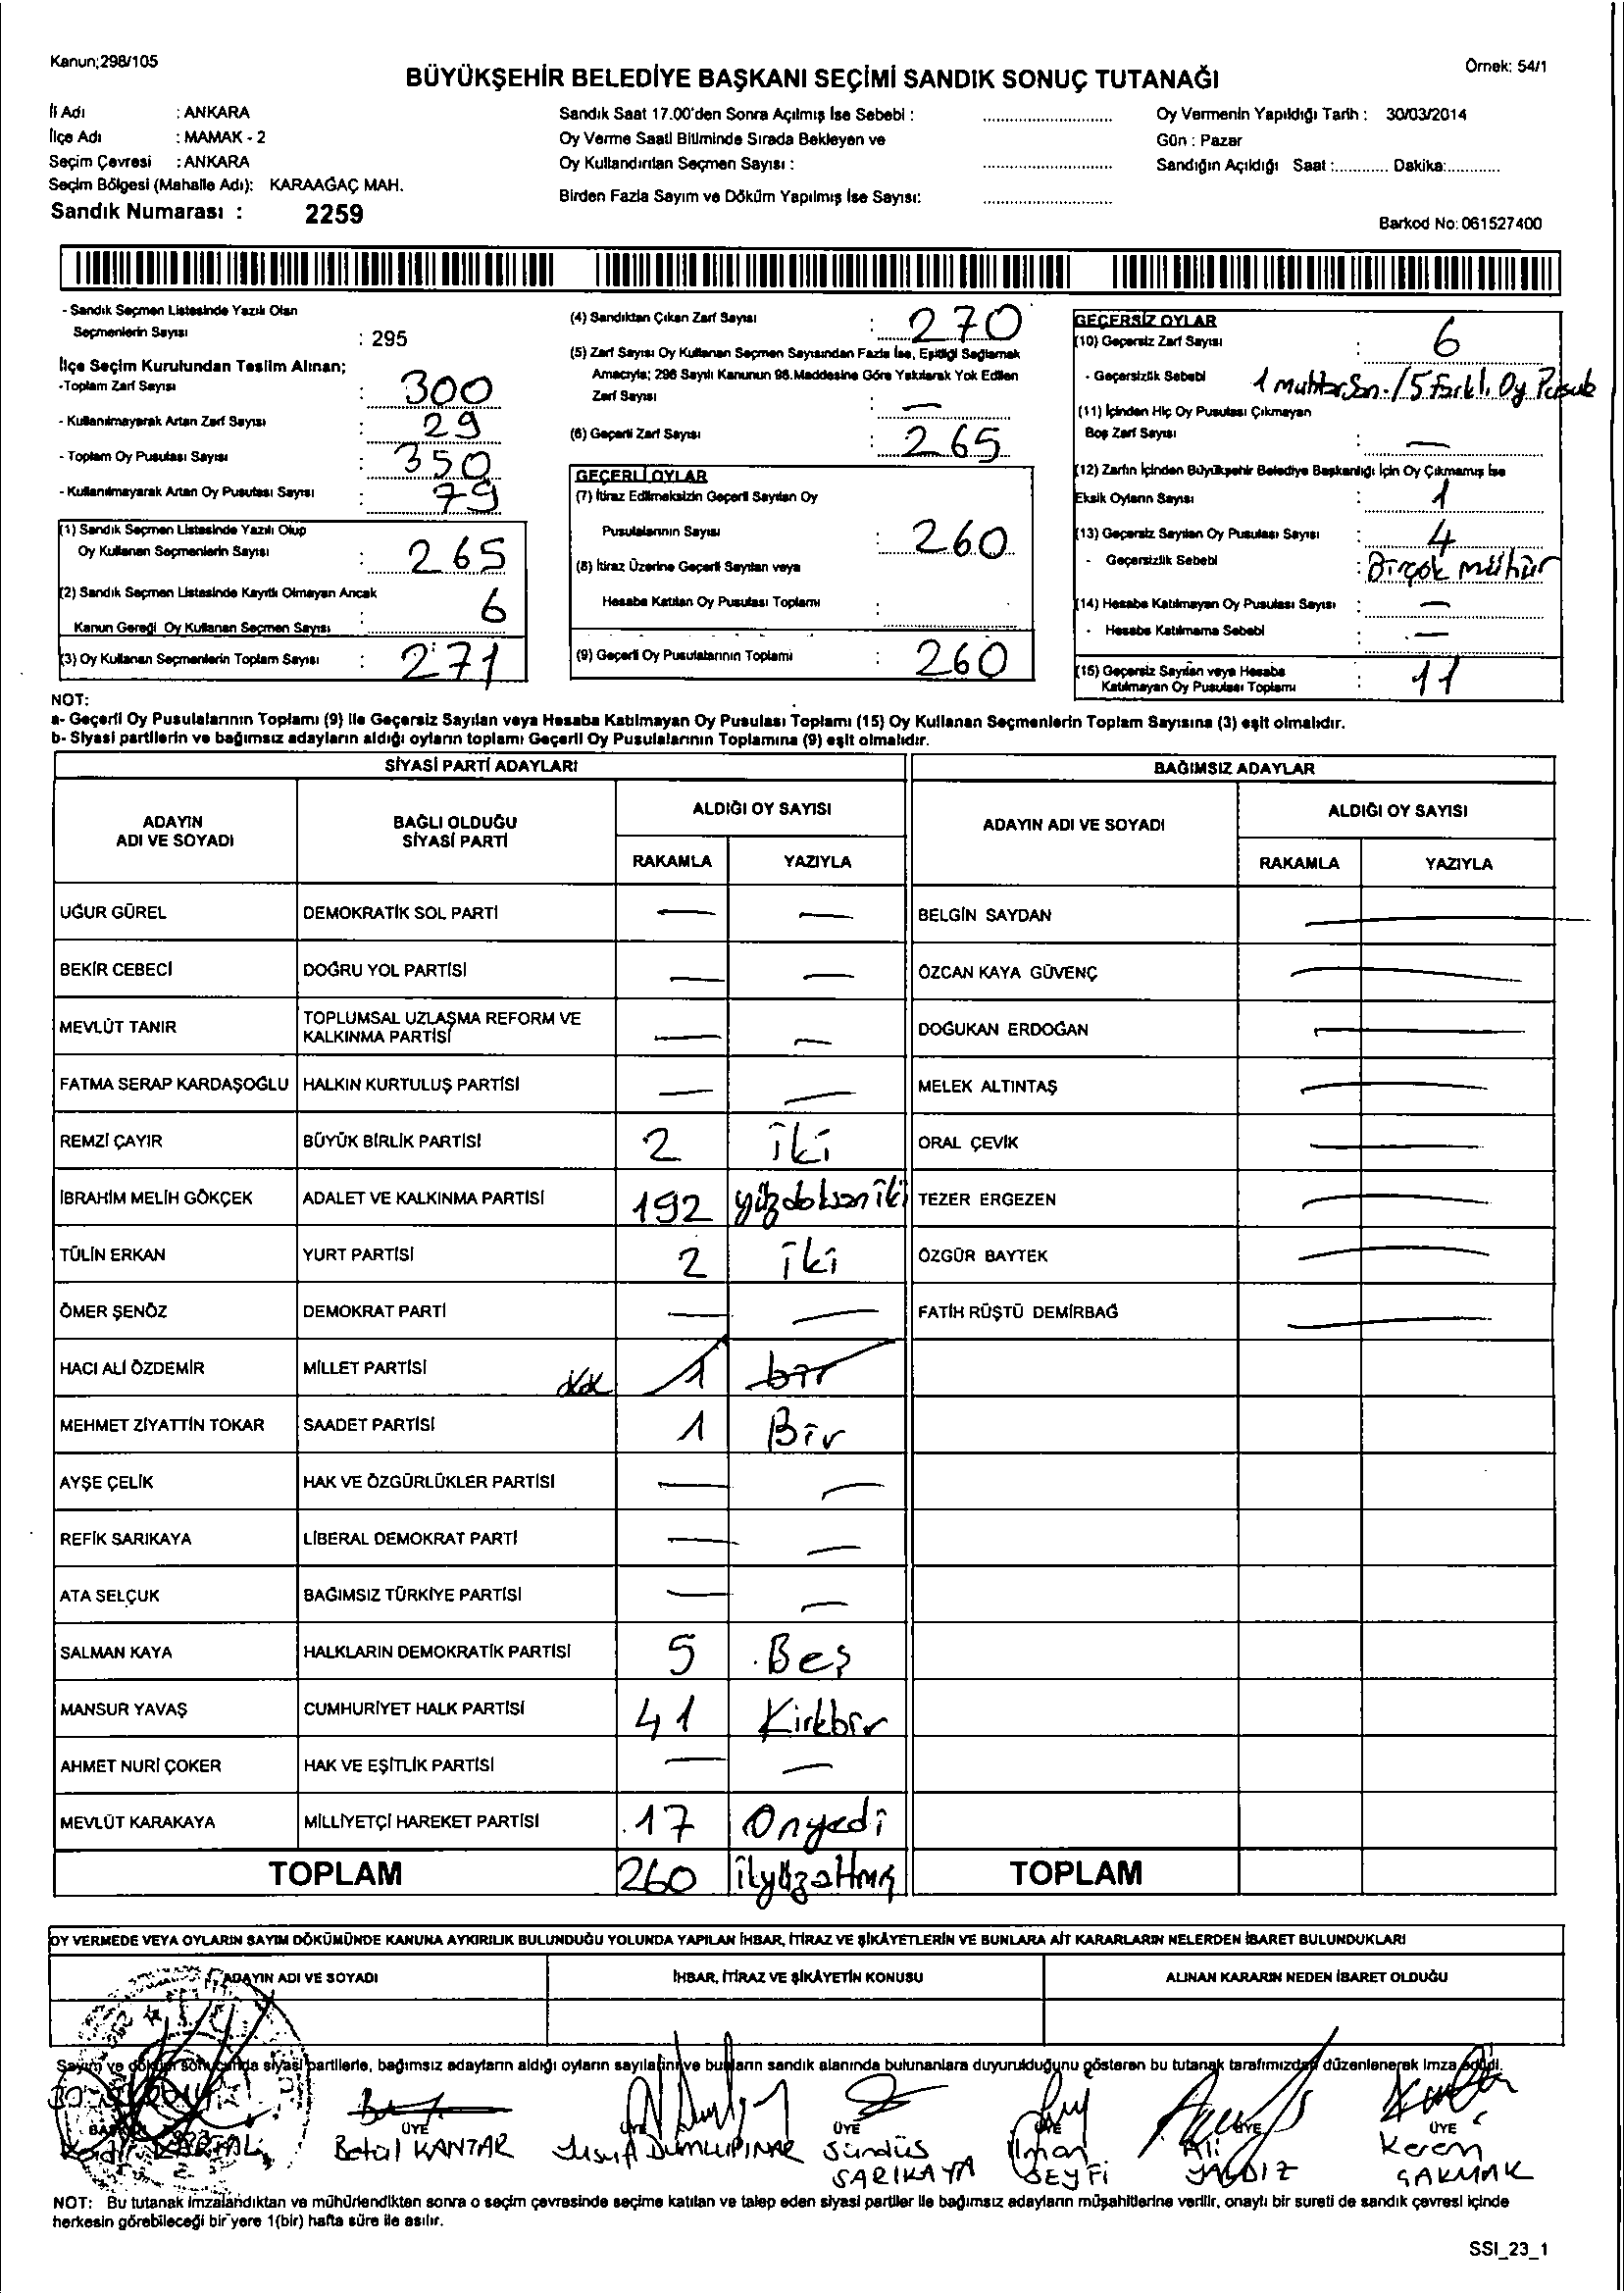 Kanun;298/105
Örnek: 54/1
BÜYÜKŞEHİR BELEDİYE BAŞKANI SEÇİMİ SANDIK SONUÇ TUTANAĞI
İl Adı : ANKARA
İlçe Adı : MAMAK - 2
Seçim Çevresi : ANKARA
Seçim Bölgesi (Mahalle Adı): KARAAĞAÇ MAH.
Sandık Numarası : 2259
Sandık Saat 17.00'den Sonra Açılmış İse Sebebi :
Oy Verme Saati Bitiminde Sırada Bekleyen ve
Oy Kullandırılan Seçmen Sayısı :
Birden Fazla Sayım ve Döküm Yapılmış İse Sayısı:
Oy Vermenin Yapıldığı Tarih : 30/03/2014
Gün : Pazar
Sandığın Açıldığı Saat :............ Dakika:............
Barkod No: 061527400
- Sandık Seçmen Listesinde Yazılı Olan
Seçmenlerin Sayısı : 295
İlçe Seçim Kurulundan Teslim Alınan;
-Toplam Zarf Sayısı : 300
- Kullanılmayarak Artan Zarf Sayısı : 29
- Toplam Oy Pusulası Sayısı : 350
- Kullanılmayarak Artan Oy Pusulası Sayısı : 79
(1) Sandık Seçmen Listesinde Yazılı Olup
Oy Kullanan Seçmenlerin Sayısı : 265
(2) Sandık Seçmen Listesinde Kayıtlı Olmayan Ancak
Kanun Gereği Oy Kullanan Seçmen Sayısı : 6
(3) Oy Kullanan Seçmenlerin Toplam Sayısı : 271
(4) Sandıktan Çıkan Zarf Sayısı : 270
(5) Zarf Sayısı Oy Kullanan Seçmen Sayısından Fazla İse, Eşitliği Sağlamak
Amacıyla; 298 Sayılı Kanunun 98.Maddesine Göre Yakılarak Yok Edilen
Zarf Sayısı : —
(6) Geçerli Zarf Sayısı : 265
GEÇERLİ OYLAR
(7) İtiraz Edilmeksizin Geçerli Sayılan Oy
Pusulalarının Sayısı : 260
(8) İtiraz Üzerine Geçerli Sayılan veya
Hesaba Katılan Oy Pusulası Toplamı :
(9) Geçerli Oy Pusulalarının Toplamı : 260
GEÇERSİZ OYLAR
(10) Geçersiz Zarf Sayısı : 6
- Geçersizlik Sebebi 1 muhtar Son./5 Farklı Oy Pusula
(11) İçinden Hiç Oy Pusulası Çıkmayan
Boş Zarf Sayısı : —
(12) Zarfın İçinden Büyükşehir Belediye Başkanlığı İçin Oy Çıkmamış İse
Eksik Oyların Sayısı : 1
(13) Geçersiz Sayılan Oy Pusulası Sayısı : 4
- Geçersizlik Sebebi : Birçok mühür
(14) Hesaba Katılmayan Oy Pusulası Sayısı : —
- Hesaba Katılmama Sebebi : —
(15) Geçersiz Sayılan veya Hesaba
Katılmayan Oy Pusulası Toplamı : 11
NOT:
a- Geçerli Oy Pusulalarının Toplamı (9) ile Geçersiz Sayılan veya Hesaba Katılmayan Oy Pusulası Toplamı (15) Oy Kullanan Seçmenlerin Toplam Sayısına (3) eşit olmalıdır.
b- Siyasi partilerin ve bağımsız adayların aldığı oyların toplamı Geçerli Oy Pusulalarının Toplamına (9) eşit olmalıdır.
SİYASİ PARTİ ADAYLARI
BAĞIMSIZ ADAYLAR
ADAYIN ADI VE SOYADI
BAĞLI OLDUĞU SİYASİ PARTİ
ALDIĞI OY SAYISI
RAKAMLA YAZIYLA
ADAYIN ADI VE SOYADI
ALDIĞI OY SAYISI
RAKAMLA YAZIYLA
UĞUR GÜREL DEMOKRATİK SOL PARTİ — — BELGİN SAYDAN —
BEKİR CEBECİ DOĞRU YOL PARTİSİ — — ÖZCAN KAYA GÜVENÇ —
MEVLÜT TANIR TOPLUMSAL UZLAŞMA REFORM VE KALKINMA PARTİSİ — — DOĞUKAN ERDOĞAN —
FATMA SERAP KARDAŞOĞLU HALKIN KURTULUŞ PARTİSİ — — MELEK ALTINTAŞ —
REMZİ ÇAYIR BÜYÜK BİRLİK PARTİSİ 2 iki ORAL ÇEVİK —
İBRAHİM MELİH GÖKÇEK ADALET VE KALKINMA PARTİSİ 192 yüzdoksaniki TEZER ERGEZEN —
TÜLİN ERKAN YURT PARTİSİ 2 iki ÖZGÜR BAYTEK —
ÖMER ŞENÖZ DEMOKRAT PARTİ — — FATİH RÜŞTÜ DEMİRBAĞ —
HACI ALİ ÖZDEMİR MİLLET PARTİSİ 1 bir
MEHMET ZİYATTİN TOKAR SAADET PARTİSİ 1 Bir
AYŞE ÇELİK HAK VE ÖZGÜRLÜKLER PARTİSİ — —
REFİK SARIKAYA LİBERAL DEMOKRAT PARTİ — —
ATA SELÇUK BAĞIMSIZ TÜRKİYE PARTİSİ — —
SALMAN KAYA HALKLARIN DEMOKRATİK PARTİSİ 5 Beş
MANSUR YAVAŞ CUMHURİYET HALK PARTİSİ 41 Kirkbir
AHMET NURİ ÇOKER HAK VE EŞİTLİK PARTİSİ — —
MEVLÜT KARAKAYA MİLLİYETÇİ HAREKET PARTİSİ 17 Onyedi
TOPLAM 260 TOPLAM
OY VERMEDE VEYA OYLARIN SAYIM DÖKÜMÜNDE KANUNA AYKIRILIK BULUNDUĞU YOLUNDA YAPILAN İHBAR, İTİRAZ VE ŞİKÂYETLERİN VE BUNLARA AİT KARARLARIN NELERDEN İBARET BULUNDUKLARI
ADAYIN ADI VE SOYADI İHBAR, İTİRAZ VE ŞİKÂYETİN KONUSU ALINAN KARARIN NEDEN İBARET OLDUĞU
Sayım ve döküm sonucunda siyasi partilerle, bağımsız adayların aldığı oyların sayılarını ve bunların sandık alanında bulunanlara duyurulduğunu gösteren bu tutanak tarafımızdan düzenlenerek imza edildi.
ÜYE ÜYE ÜYE ÜYE ÜYE ÜYE
KARTAL Betül KANTAR Yusuf DUMLUPINAR Sündüs SARIKAYA İlhan SEYFİ Ali YALDIZ Kerem ÇAKMAK
NOT: Bu tutanak imzalandıktan ve mühürlendikten sonra o seçim çevresinde seçime katılan ve talep eden siyasi partiler ile bağımsız adayların müşahitlerine verilir, onaylı bir sureti de sandık çevresi içinde
herkesin görebileceği bir yere 1(bir) hafta süre ile asılır.
SSI_23_1